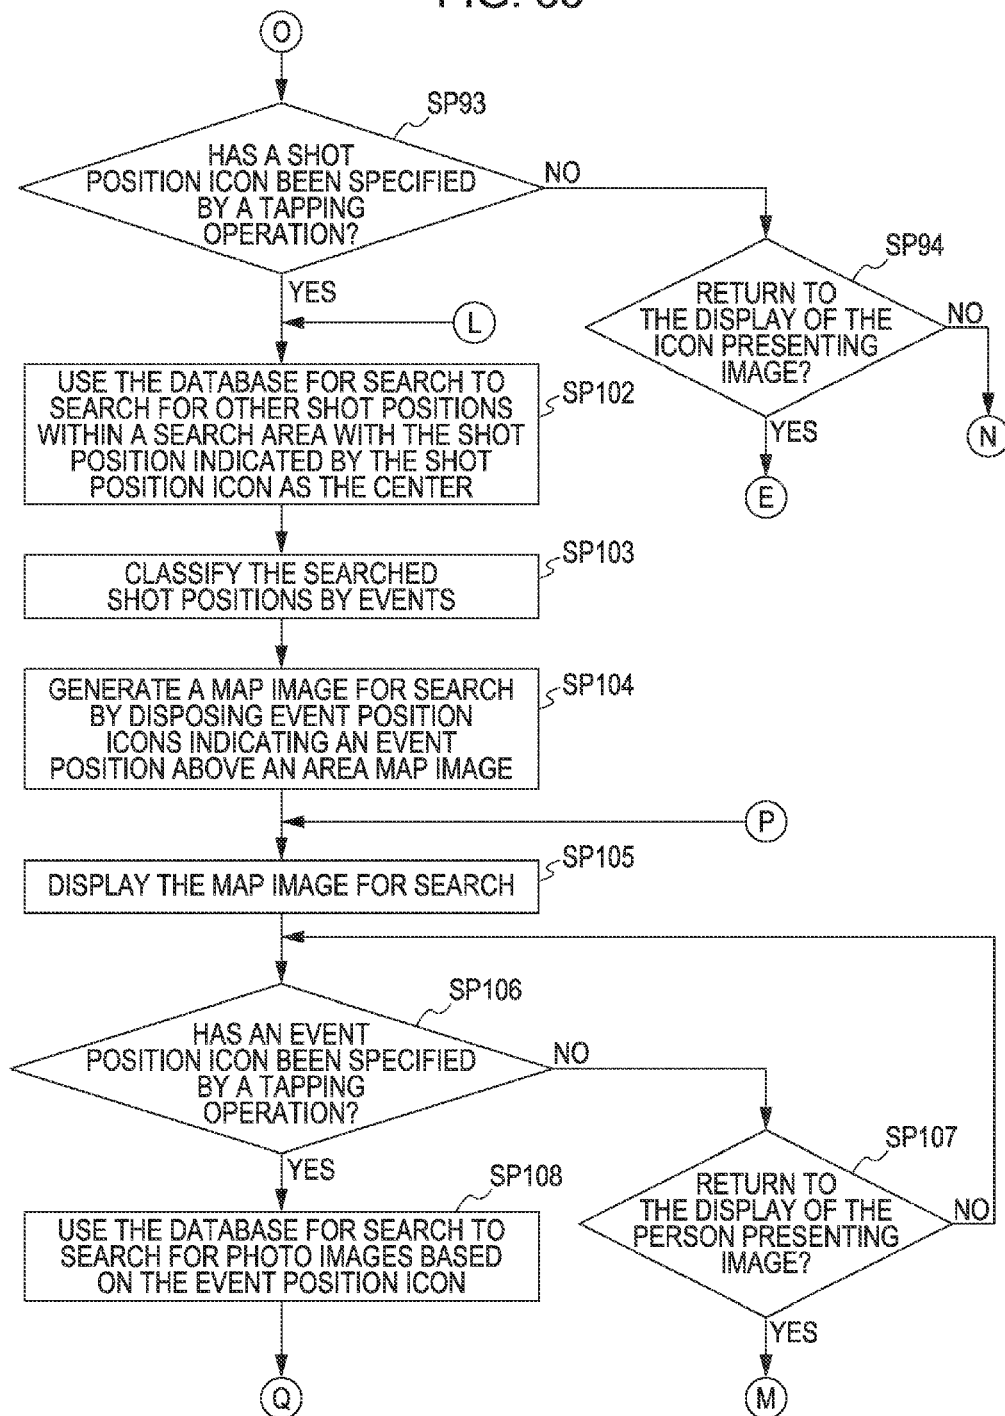 O
SP93
HAS A SHOT
POSITION ICON BEEN SPECIFIED
BY A TAPPING
OPERATION?
NO
YES
SP94
RETURN TO
THE DISPLAY OF THE
ICON PRESENTING
IMAGE?
NO
YES
N
E
L
USE THE DATABASE FOR SEARCH TO
SEARCH FOR OTHER SHOT POSITIONS
WITHIN A SEARCH AREA WITH THE SHOT
POSITION INDICATED BY THE SHOT
POSITION ICON AS THE CENTER
SP102
CLASSIFY THE SEARCHED
SHOT POSITIONS BY EVENTS
SP103
GENERATE A MAP IMAGE FOR SEARCH
BY DISPOSING EVENT POSITION
ICONS INDICATING AN EVENT
POSITION ABOVE AN AREA MAP IMAGE
SP104
P
DISPLAY THE MAP IMAGE FOR SEARCH
SP105
SP106
HAS AN EVENT
POSITION ICON BEEN SPECIFIED
BY A TAPPING
OPERATION?
NO
YES
SP107
RETURN TO
THE DISPLAY OF THE
PERSON PRESENTING
IMAGE?
NO
YES
SP108
USE THE DATABASE FOR SEARCH TO
SEARCH FOR PHOTO IMAGES BASED
ON THE EVENT POSITION ICON
Q
M